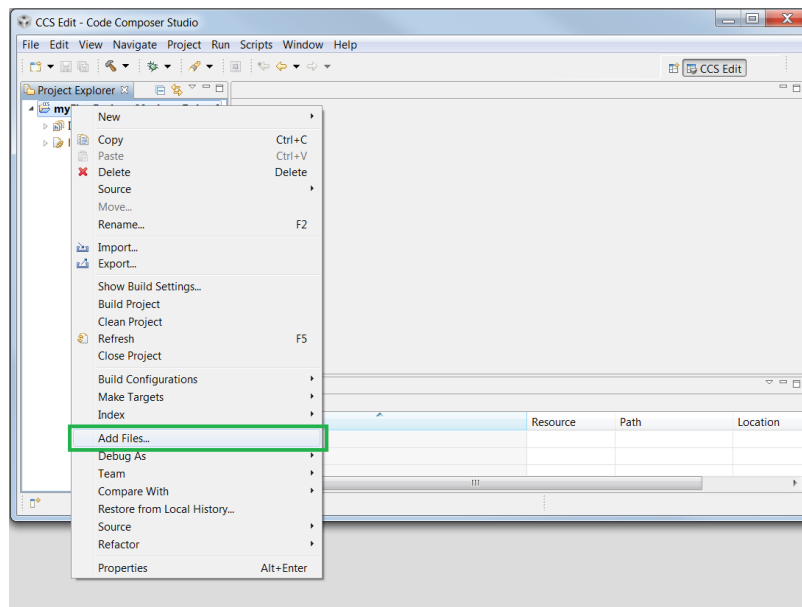 CCS Edit - Code Composer Studio
File Edit View Navigate Project Run Scripts Window Help
CCS Edit
Project Explorer
my
New
Copy Ctrl+C
Paste Ctrl+V
Delete Delete
Source
Move...
Rename... F2
Import...
Export...
Show Build Settings...
Build Project
Clean Project
Refresh F5
Close Project
Build Configurations
Make Targets
Index
Resource Path Location
Add Files...
Debug As
Team
Compare With
Restore from Local History...
Source
Refactor
Properties Alt+Enter